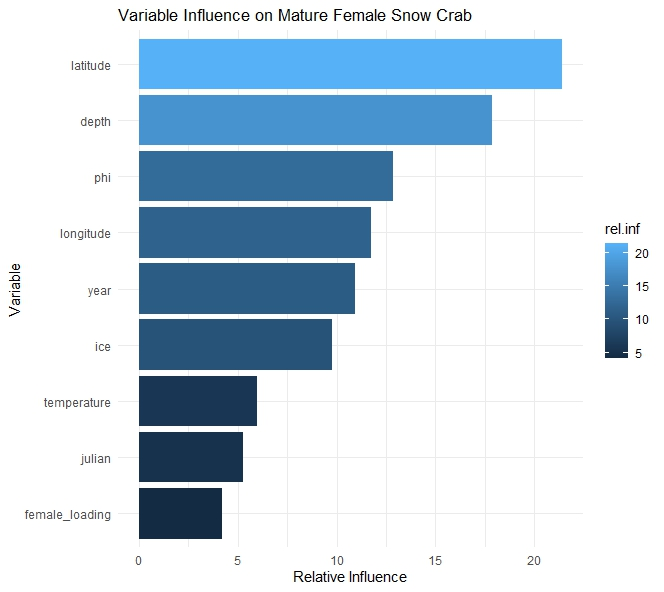 Variable Influence on Mature Female Snow Crab
Variable
latitude
depth
phi
longitude
year
ice
temperature
julian
female_loading
0 5 10 15 20
Relative Influence
rel.inf
20
15
10
5